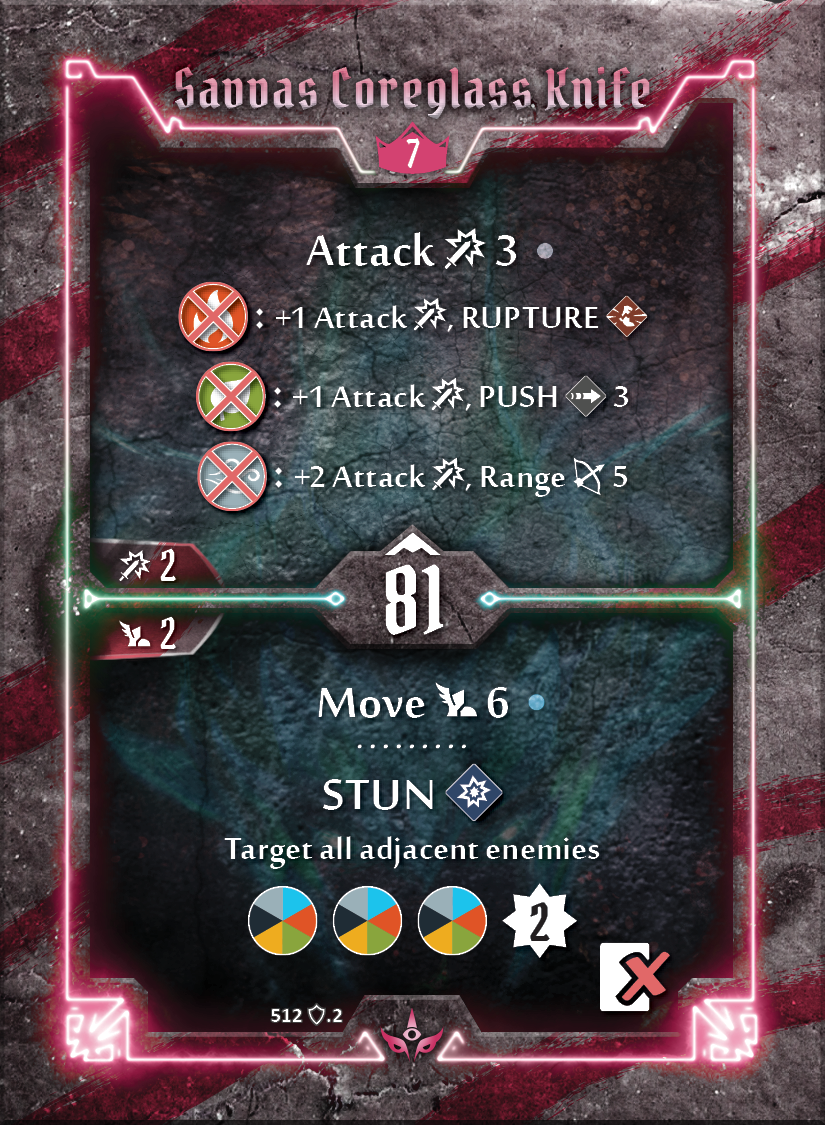 Savvas Coreglass Knife
7
Attack 3
: +1 Attack , RUPTURE
: +1 Attack , PUSH 3
: +2 Attack , Range 5
2
81
2
Move 6
STUN
Target all adjacent enemies
2
512 .2